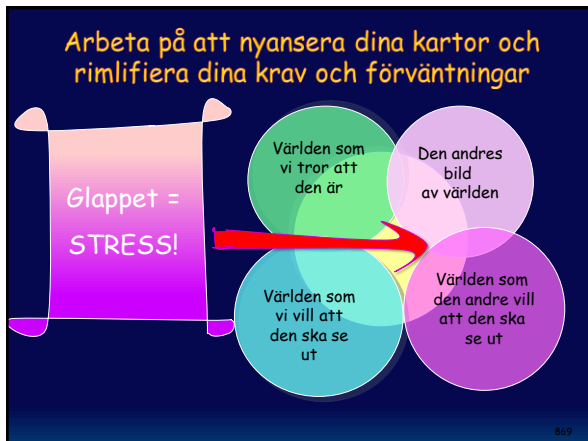 Arbeta på att nyansera dina kartor och
rimlifiera dina krav och förväntningar
Glappet =
STRESS!
Världen som
vi tror att
den är
Den andres
bild
av världen
Världen som
vi vill att
den ska se
ut
Världen som
den andre vill
att den ska
se ut
869